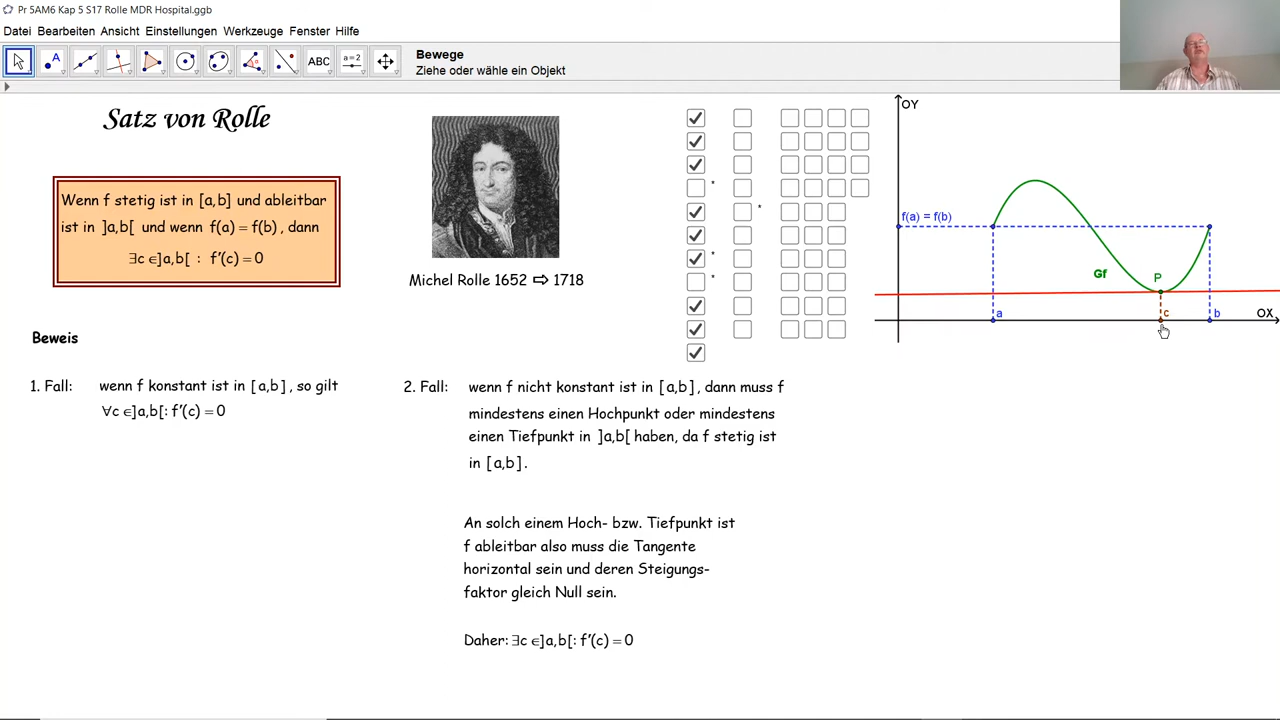 Pr 5AM6 Kap 5 S17 Rolle MDR Hospital.ggb
Datei Bearbeiten Ansicht Einstellungen Werkzeuge Fenster Hilfe
A
ABC
a=2
Bewege
Ziehe oder wähle ein Objekt
Satz von Rolle
Wenn f stetig ist in [a,b] und ableitbar
ist in ]a,b[ und wenn f(a) = f(b) , dann
∃c ∈]a,b[ : f'(c) = 0
Michel Rolle 1652 ⇨ 1718
OY
f(a) = f(b)
Gf
P
a
c
b
OX
Beweis
1. Fall: wenn f konstant ist in [a,b] , so gilt
∀c ∈]a,b[: f'(c) = 0
2. Fall: wenn f nicht konstant ist in [a,b] , dann muss f
mindestens einen Hochpunkt oder mindestens
einen Tiefpunkt in ]a,b[ haben, da f stetig ist
in [a,b] .
An solch einem Hoch- bzw. Tiefpunkt ist
f ableitbar also muss die Tangente
horizontal sein und deren Steigungs-
faktor gleich Null sein.
Daher: ∃c ∈]a,b[: f'(c) = 0